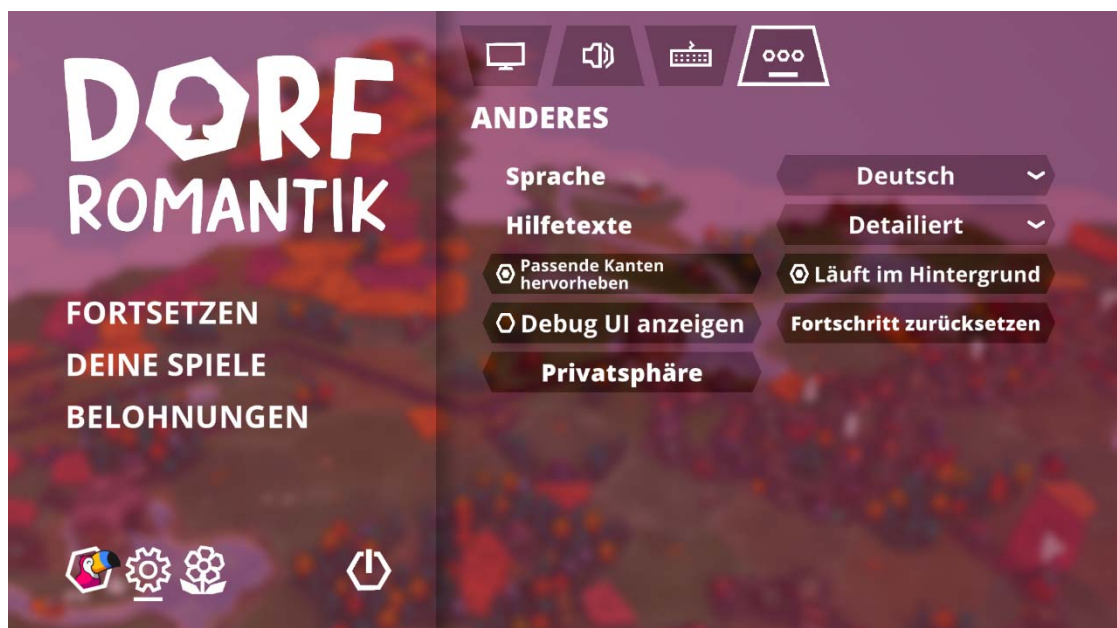 DORF
ROMANTIK
FORTSETZEN
DEINE SPIELE
BELOHNUNGEN
ANDERES
Sprache
Deutsch
Hilfetexte
Detailiert
Passende Kanten
hervorheben
Läuft im Hintergrund
Debug UI anzeigen
Fortschritt zurücksetzen
Privatsphäre